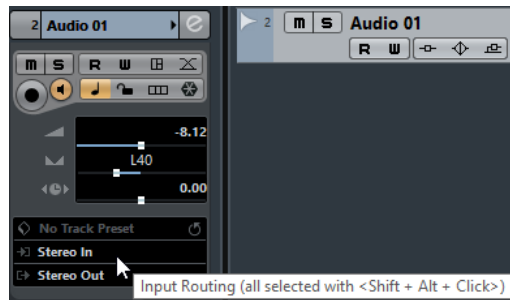 2 Audio 01
m S R W
-8.12
L40
0.00
No Track Preset
Stereo In
Stereo Out
2 m S Audio 01
R W
Input Routing (all selected with <Shift + Alt + Click>)